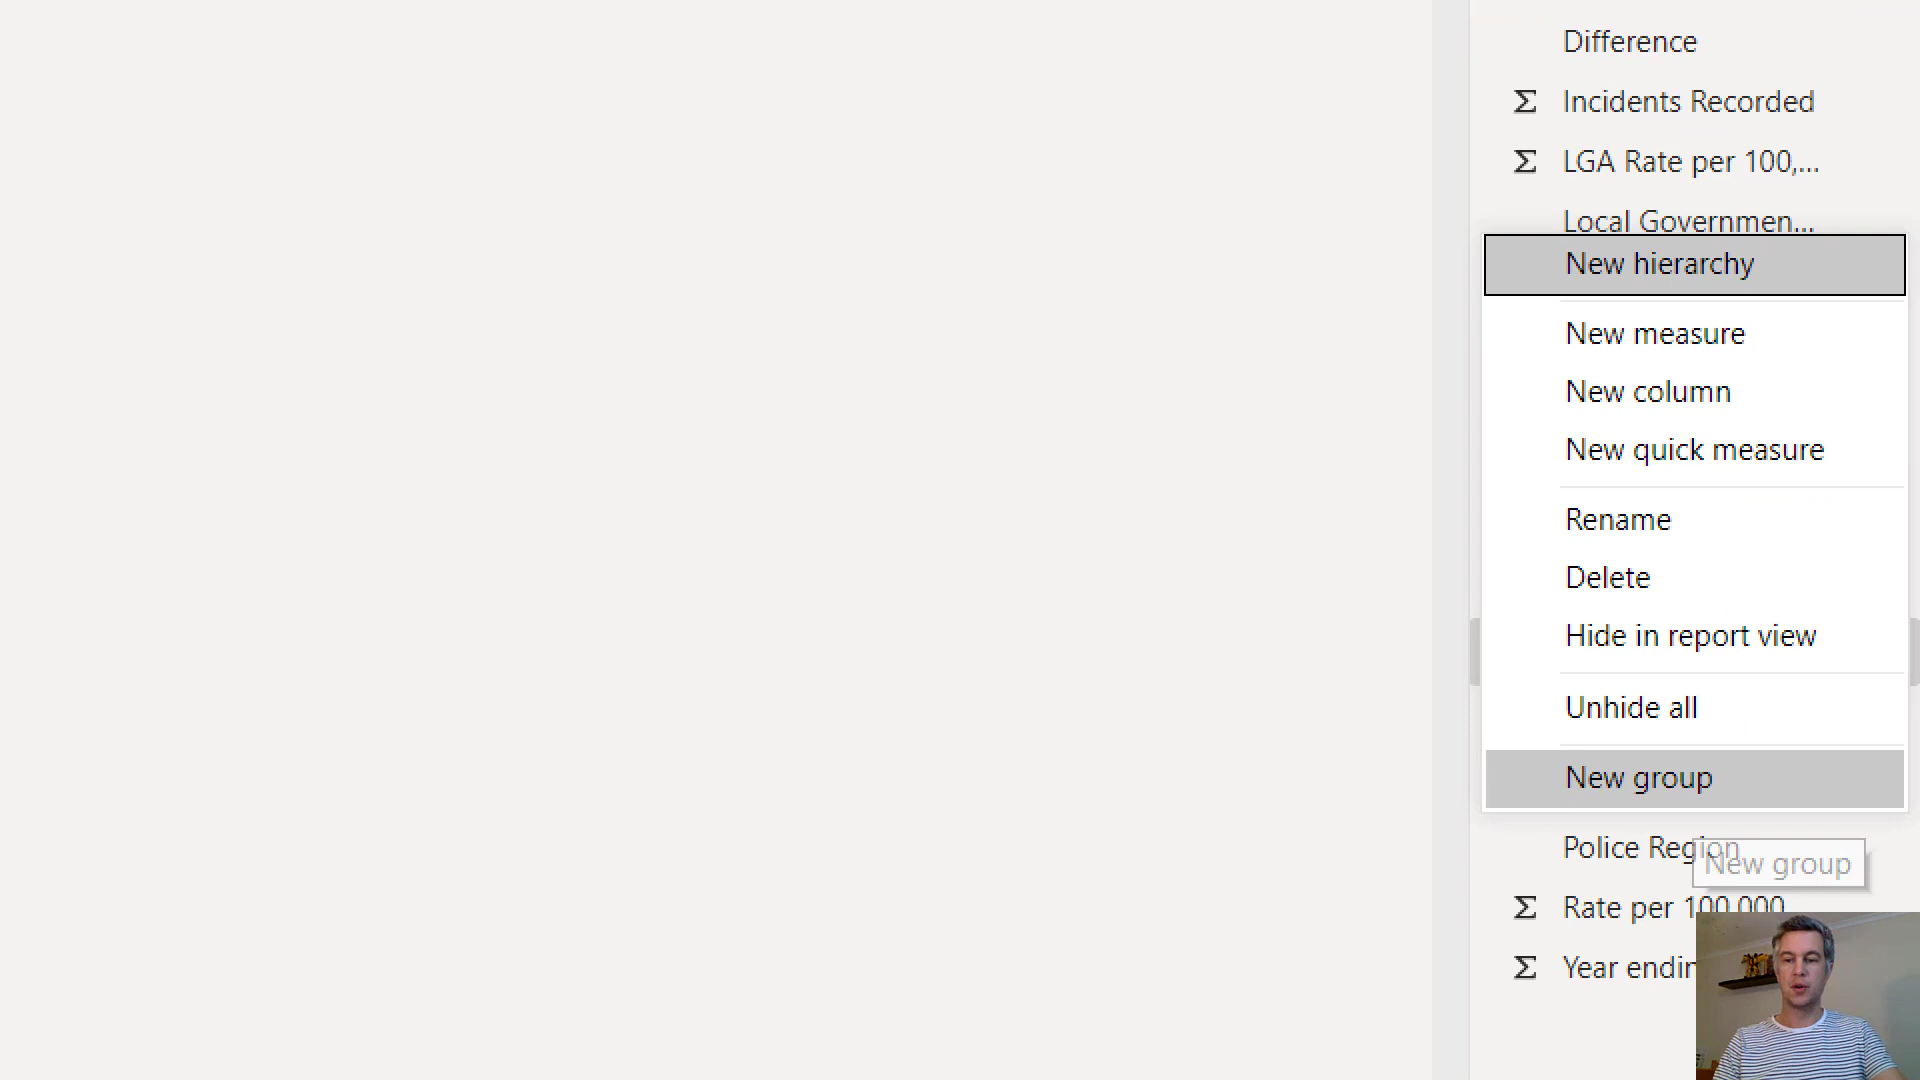 Difference
Σ Incidents Recorded
Σ LGA Rate per 100,...
Local Governmen...
New hierarchy
New measure
New column
New quick measure
Rename
Delete
Hide in report view
Unhide all
New group
Police Region
New group
Σ Rate per 100,000
Σ Year endin